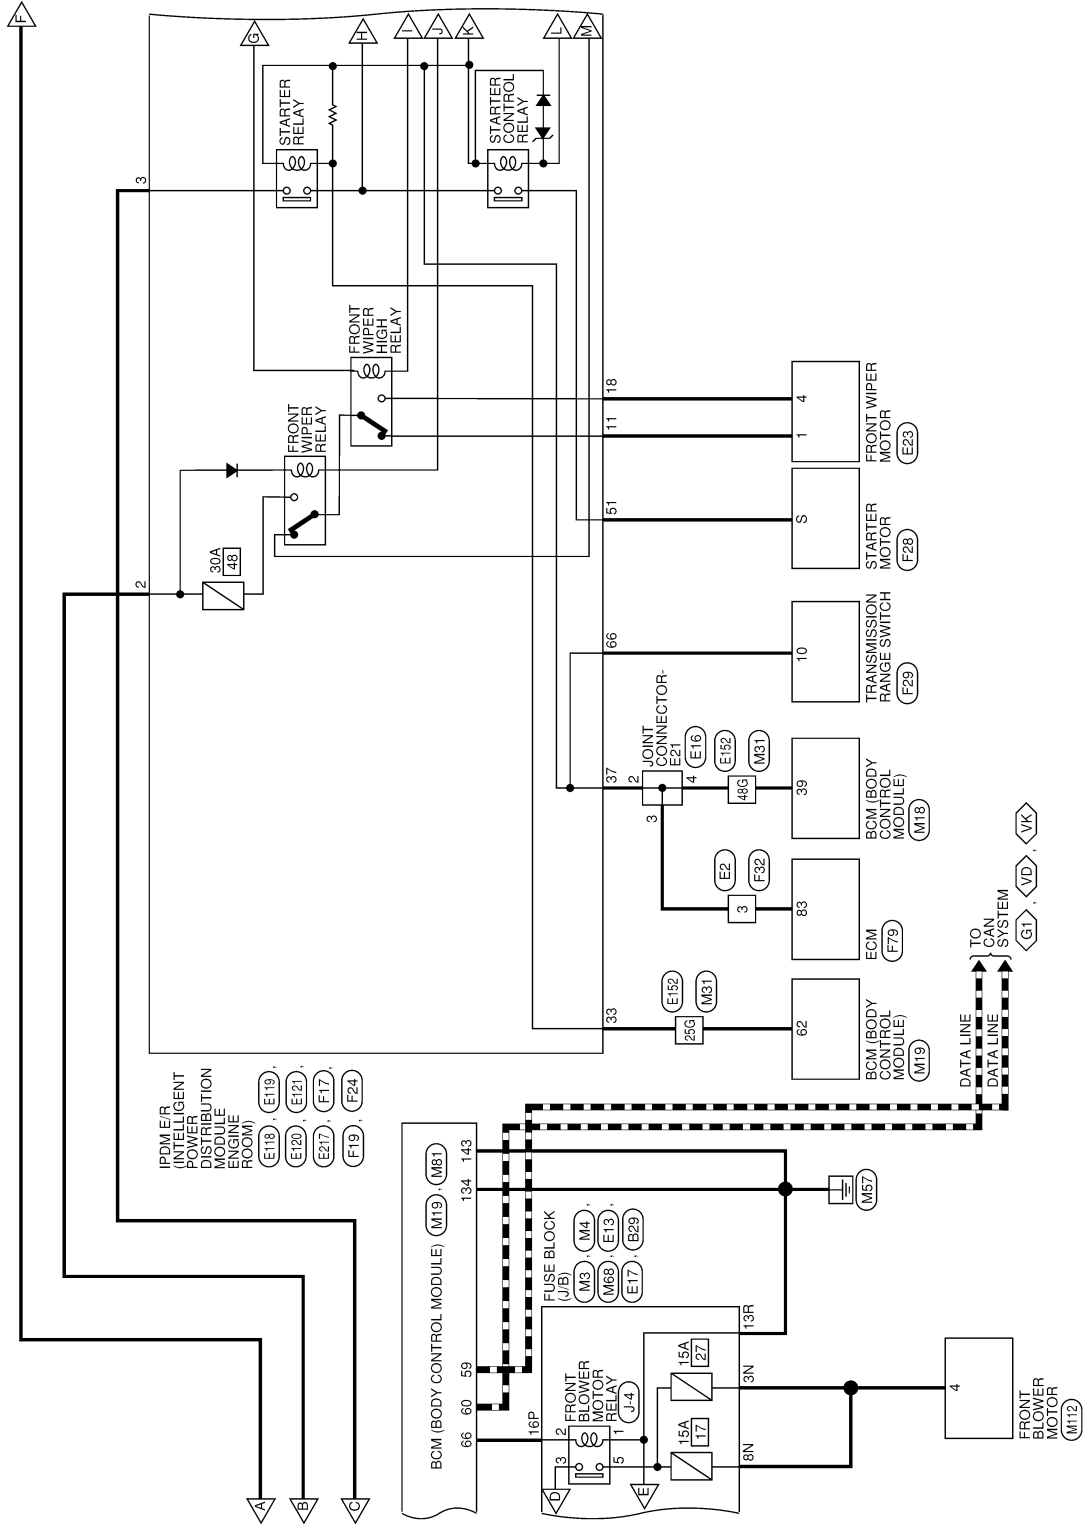 F
G
H
I
J
K
L
M
3
STARTER
RELAY
STARTER
CONTROL
RELAY
FRONT
WIPER
HIGH
RELAY
FRONT
WIPER
RELAY
2
30A
48
18
11
51
66
37
33
4
1
FRONT WIPER
MOTOR
E23
S
STARTER
MOTOR
F28
10
TRANSMISSION
RANGE SWITCH
F29
JOINT
CONNECTOR-
E21
E16
2
4
3
E152
M31
48G
39
BCM (BODY
CONTROL
MODULE)
M18
E2
F32
3
83
ECM
F79
E152
M31
25G
62
BCM (BODY
CONTROL
MODULE)
M19
TO
CAN
SYSTEM
G1 , VD , VK
DATA LINE
DATA LINE
IPDM E/R
(INTELLIGENT
POWER
DISTRIBUTION
MODULE
ENGINE
ROOM)
E118 , E119 ,
E120 , E121 ,
E217 , F17 ,
F19 , F24
BCM (BODY CONTROL MODULE) M19 , M81
143
134
59
60
66
M57
FUSE BLOCK
(J/B)
M3 , M4 ,
M68 , E13 ,
E17 , B29
16P
FRONT
BLOWER
MOTOR
RELAY
J-4
2
1
3
5
15A
27
15A
17
13R
3N
8N
4
FRONT
BLOWER
MOTOR
M112
A
B
C
D
E